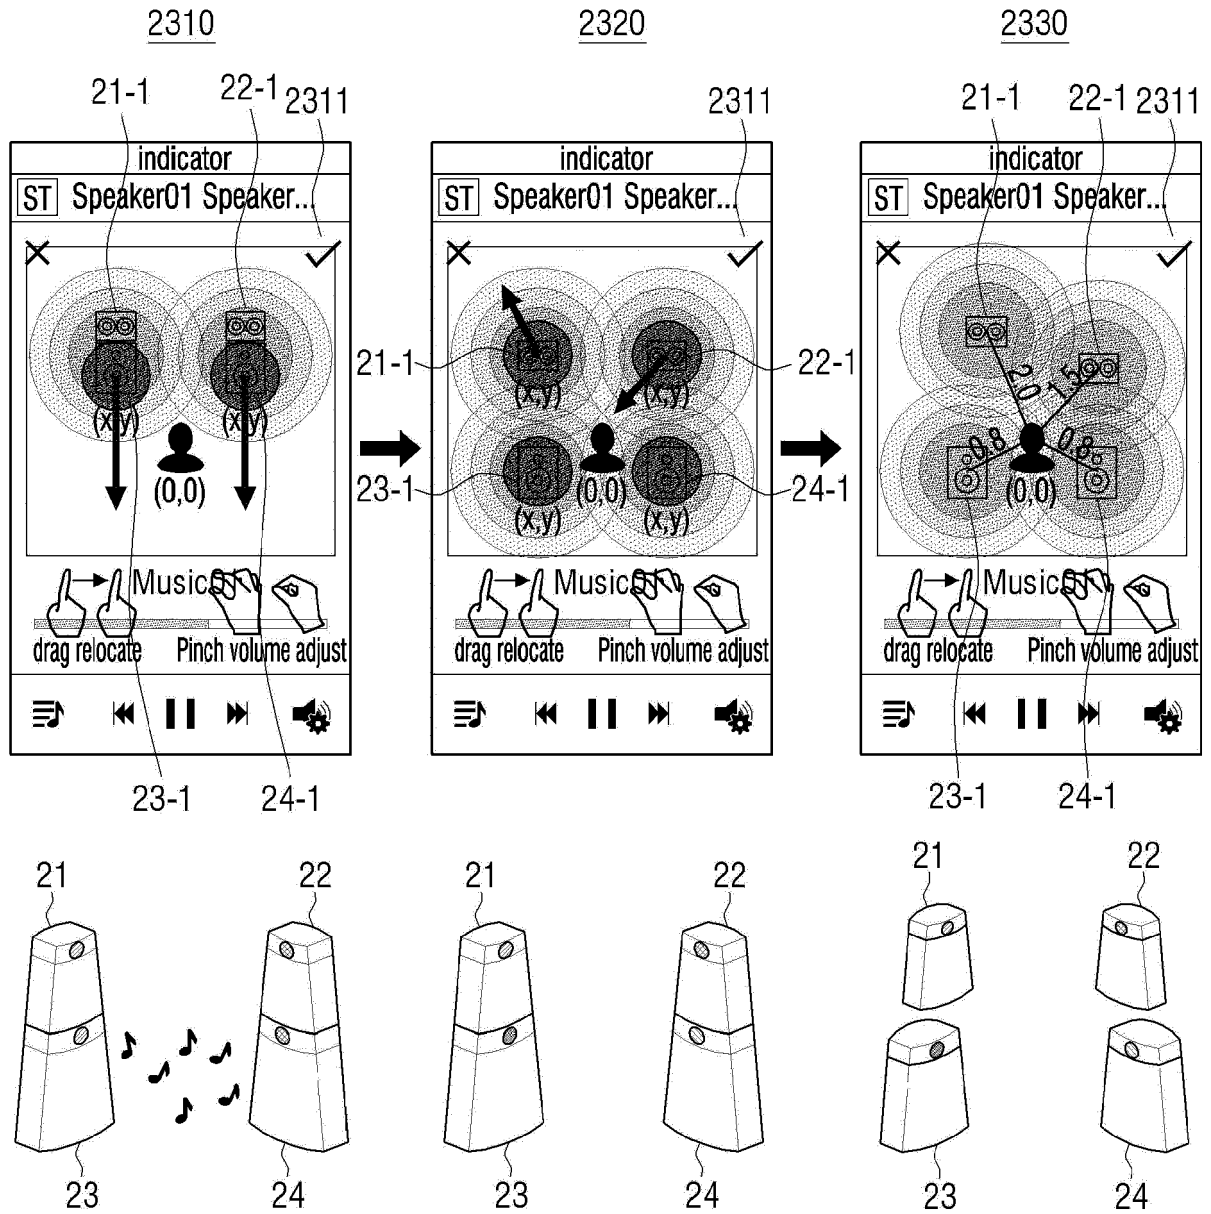 2310 2320 2330
21-1 22-1 2311 2311 21-1 22-1 2311
indicator indicator indicator
ST Speaker01 Speaker... ST Speaker01 Speaker... ST Speaker01 Speaker...
21-1 22-1
2.0 1.5
(x,y) (x,y) (x,y) (x,y)
0.8 0.8
(0,0) (0,0) (0,0)
23-1 24-1
(x,y) (x,y)
Music Music Music
drag relocate Pinch volume adjust drag relocate Pinch volume adjust drag relocate Pinch volume adjust
23-1 24-1 23-1 24-1
21 22 21 22 21 22
23 24 23 24 23 24